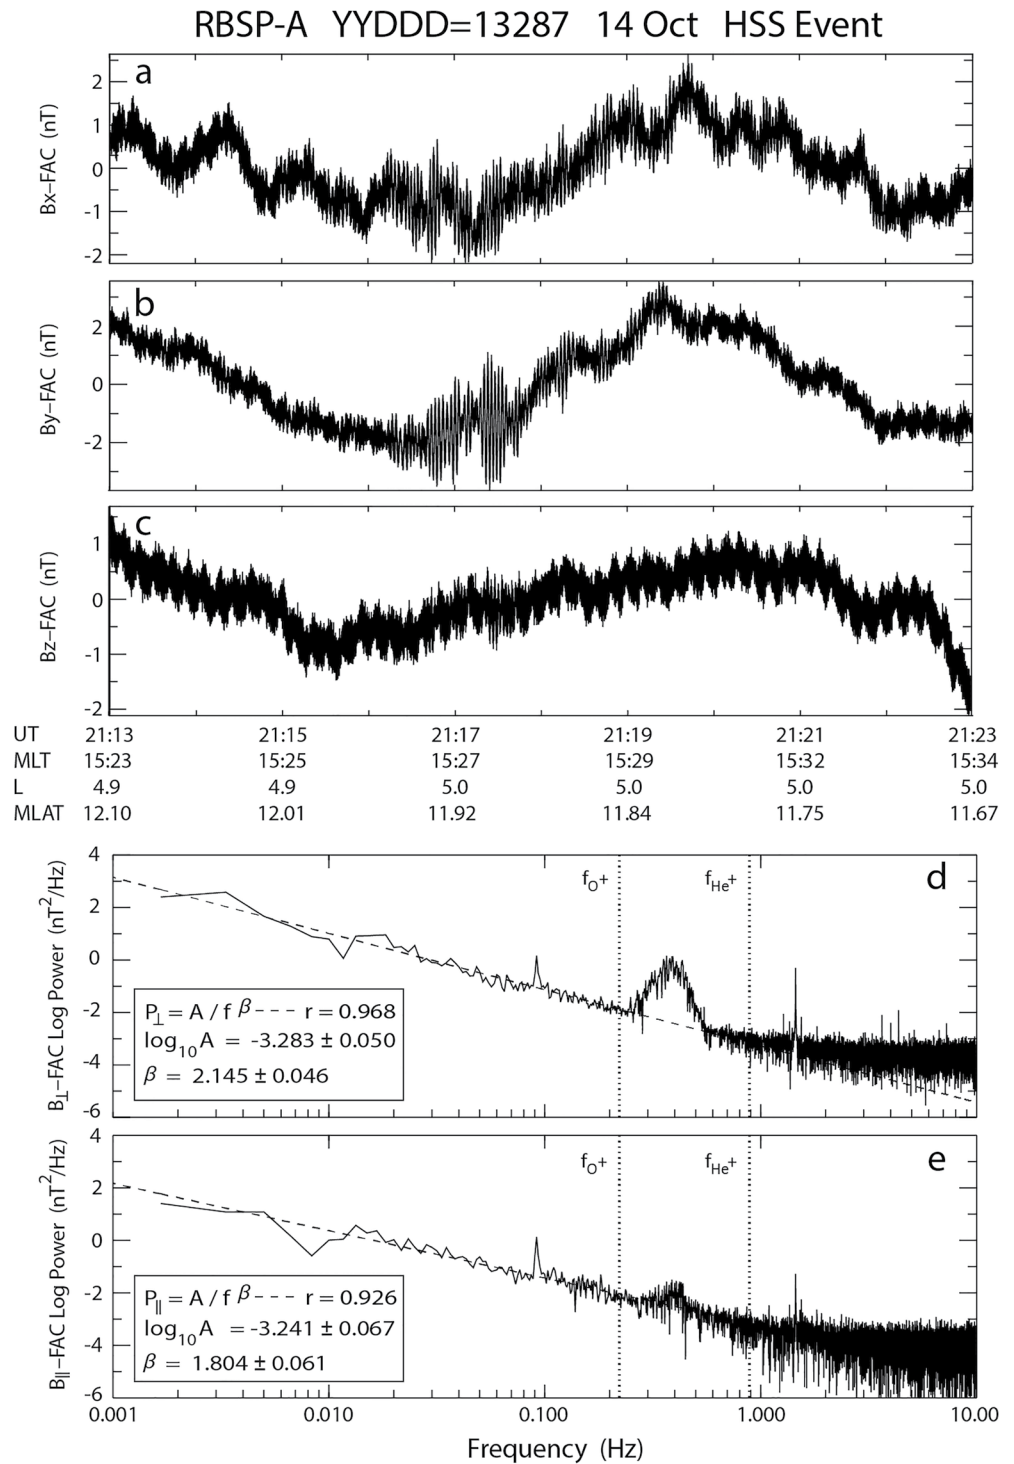 RBSP-A YYDDD=13287 14 Oct HSS Event
a
Bx–FAC (nT)
2
1
0
-1
-2
b
By–FAC (nT)
2
0
-2
c
Bz–FAC (nT)
1
0
-1
-2
UT 21:13 21:15 21:17 21:19 21:21 21:23
MLT 15:23 15:25 15:27 15:29 15:32 15:34
L 4.9 4.9 5.0 5.0 5.0 5.0
MLAT 12.10 12.01 11.92 11.84 11.75 11.67
d
B⊥–FAC Log Power (nT²/Hz)
4
2
0
-2
-4
-6
fO+ fHe+
P⊥ = A / f β - - - r = 0.968
log10A = -3.283 ± 0.050
β = 2.145 ± 0.046
e
B||–FAC Log Power (nT²/Hz)
4
2
0
-2
-4
-6
fO+ fHe+
P|| = A / f β - - - r = 0.926
log10A = -3.241 ± 0.067
β = 1.804 ± 0.061
0.001 0.010 0.100 1.000 10.00
Frequency (Hz)